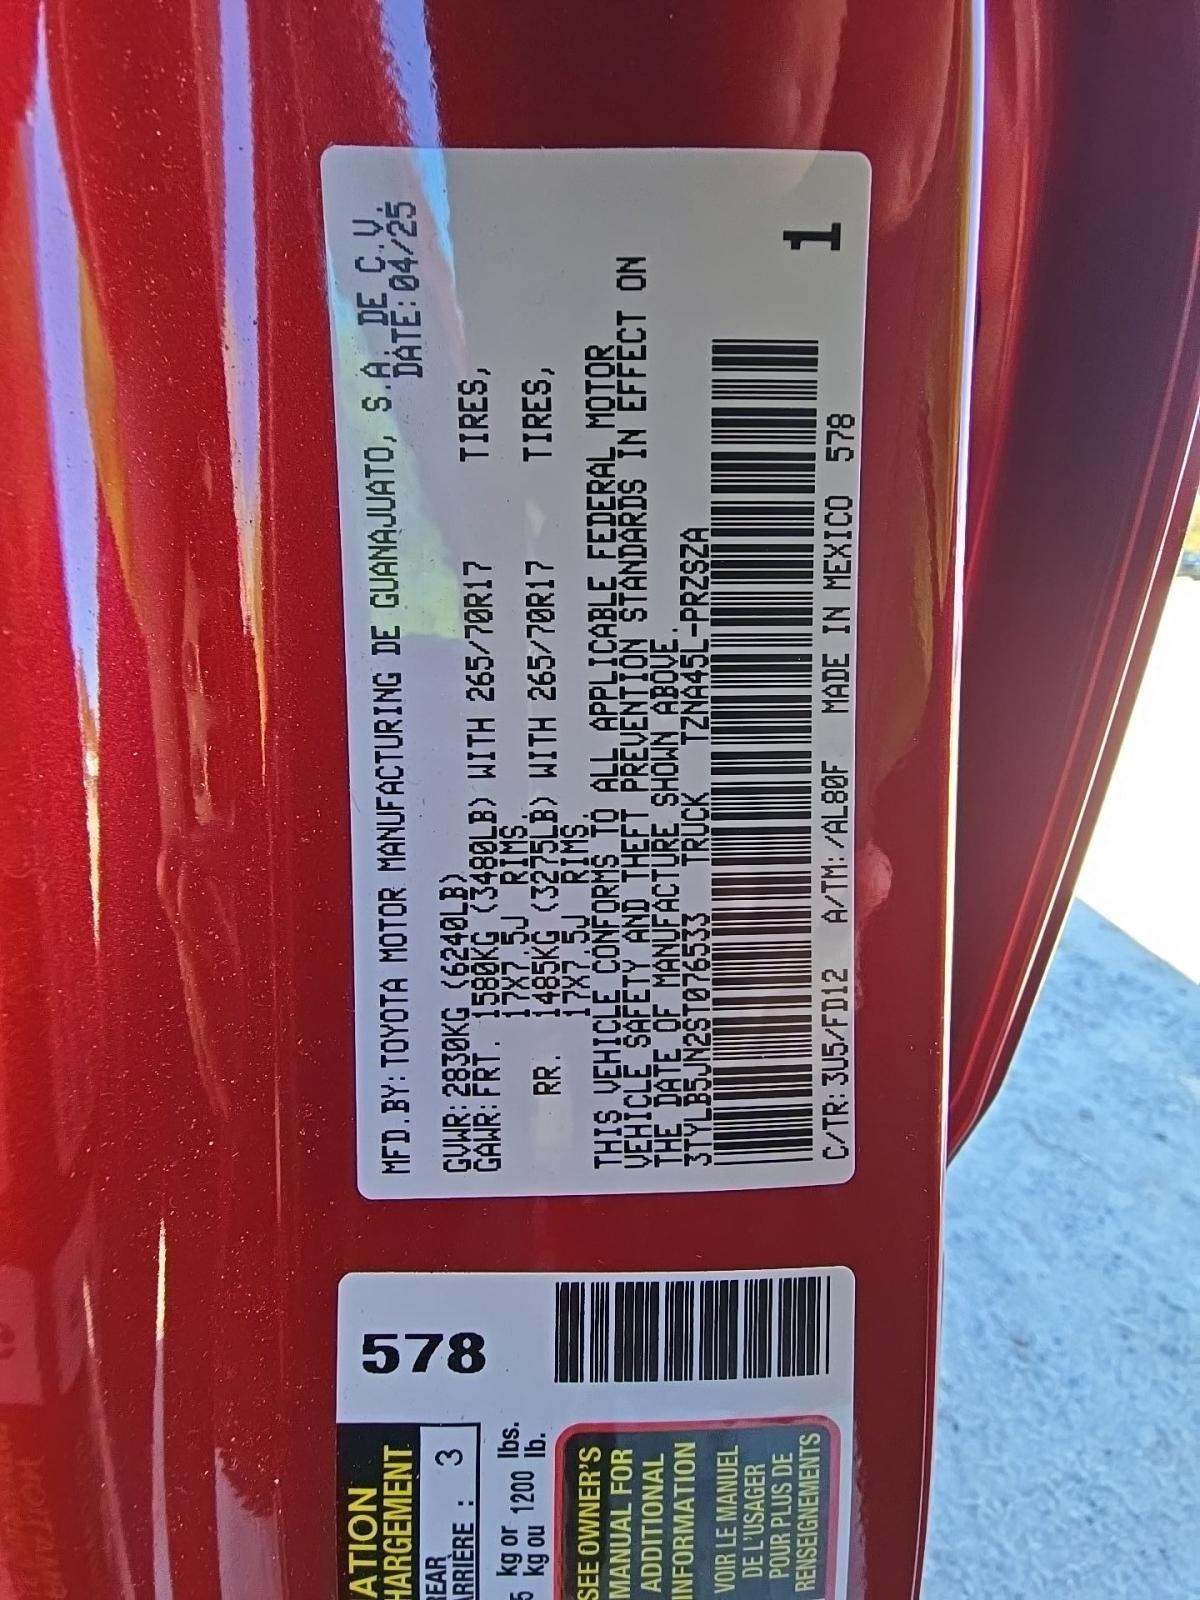 MFD.BY: TOYOTA MOTOR MANUFACTURING DE GUANAJUATO, S.A. DE C.V.
DATE: 04/25
GVWR: 2830KG (6240LB)
GAWR: FRT. 1580KG (3480LB) WITH 265/70R17 TIRES,
17X7.5J RIMS.
RR. 1485KG (3275LB) WITH 265/70R17 TIRES,
17X7.5J RIMS.
THIS VEHICLE CONFORMS TO ALL APPLICABLE FEDERAL MOTOR
VEHICLE SAFETY AND THEFT PREVENTION STANDARDS IN EFFECT ON
THE DATE OF MANUFACTURE SHOWN ABOVE.
3TYLB5JN2ST076533 TRUCK TZNA45L-PRZSZA
1
C/TR: 3U5/FD12 A/TM: /AL80F MADE IN MEXICO 578
578
ATION
HARGEMENT
REAR
ARRIÈRE : 3
5 kg or 1200 lbs.
kg ou lb.
SEE OWNER'S
MANUAL FOR
ADDITIONAL
INFORMATION
VOIR LE MANUEL
DE L'USAGER
POUR PLUS DE
RENSEIGNEMENTS